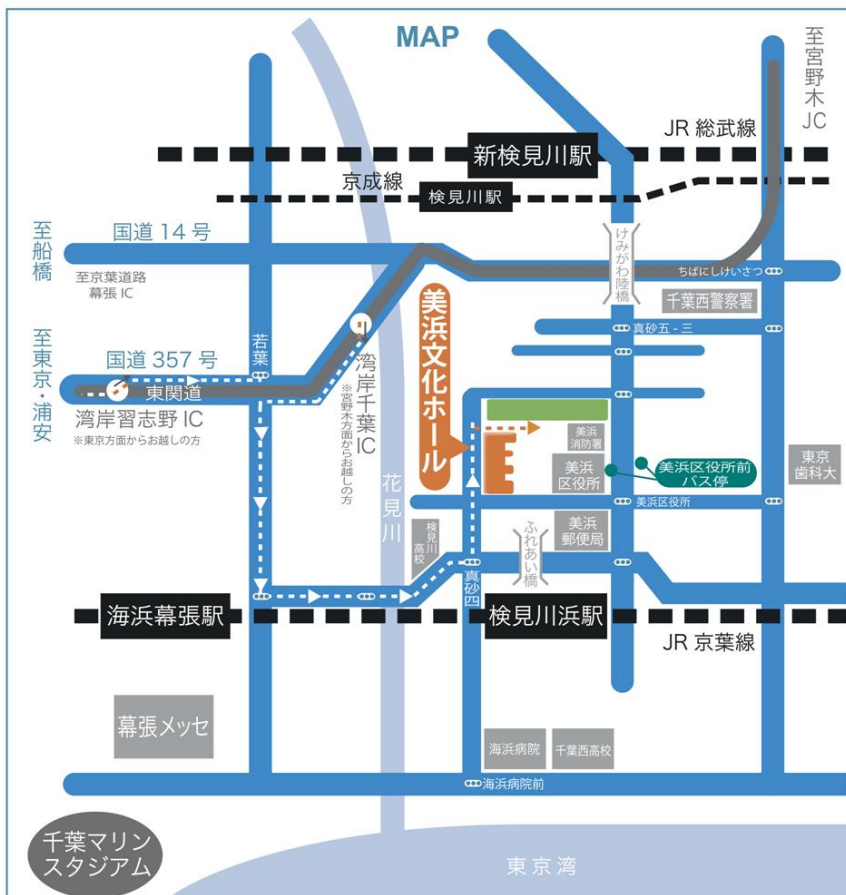 MAP
至宮野木JC
JR 総武線
新検見川駅
京成線
検見川駅
国道 14 号
至船橋
至京葉道路
幕張 IC
けみがわ陸橋
ちばにしけいさつ
千葉西警察署
真砂五 - 三
至東京・浦安
国道 357 号
若葉
東関道
湾岸習志野 IC
※東京方面からお越しの方
湾岸千葉IC
※宮野木方面からお越しの方
美浜文化ホール
花見川
美浜
消防署
美浜
区役所
美浜区役所前
バス停
東京
歯科大
美浜区役所
検見川
高校
真砂四
ふれあい橋
美浜
郵便局
海浜幕張駅
検見川浜駅
JR 京葉線
幕張メッセ
海浜病院
千葉西高校
海浜病院前
千葉マリン
スタジアム
東京湾